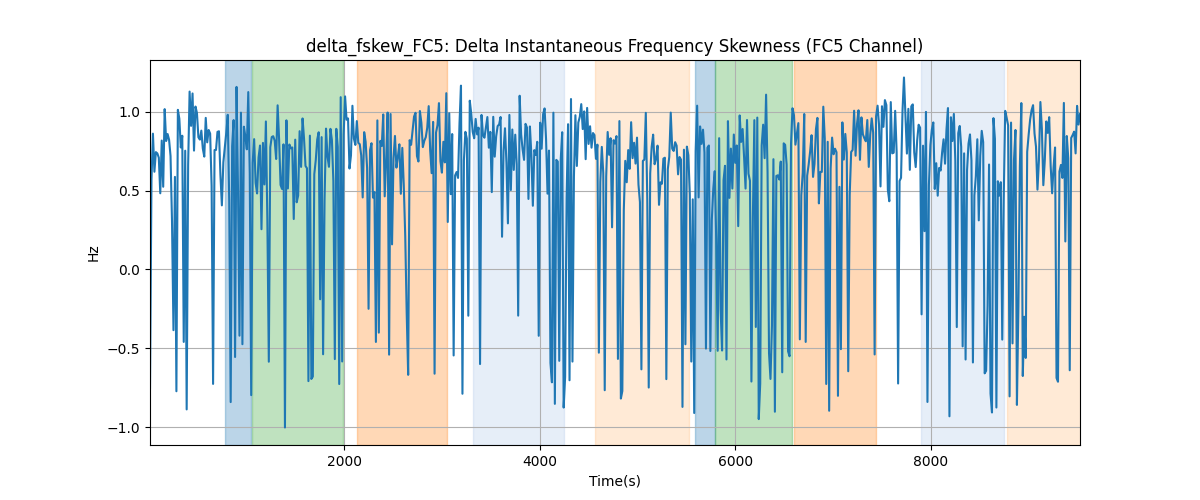 delta_fskew_FC5: Delta Instantaneous Frequency Skewness (FC5 Channel)
1.0
0.5
0.0
−0.5
−1.0
Hz
2000 4000 6000 8000
Time(s)